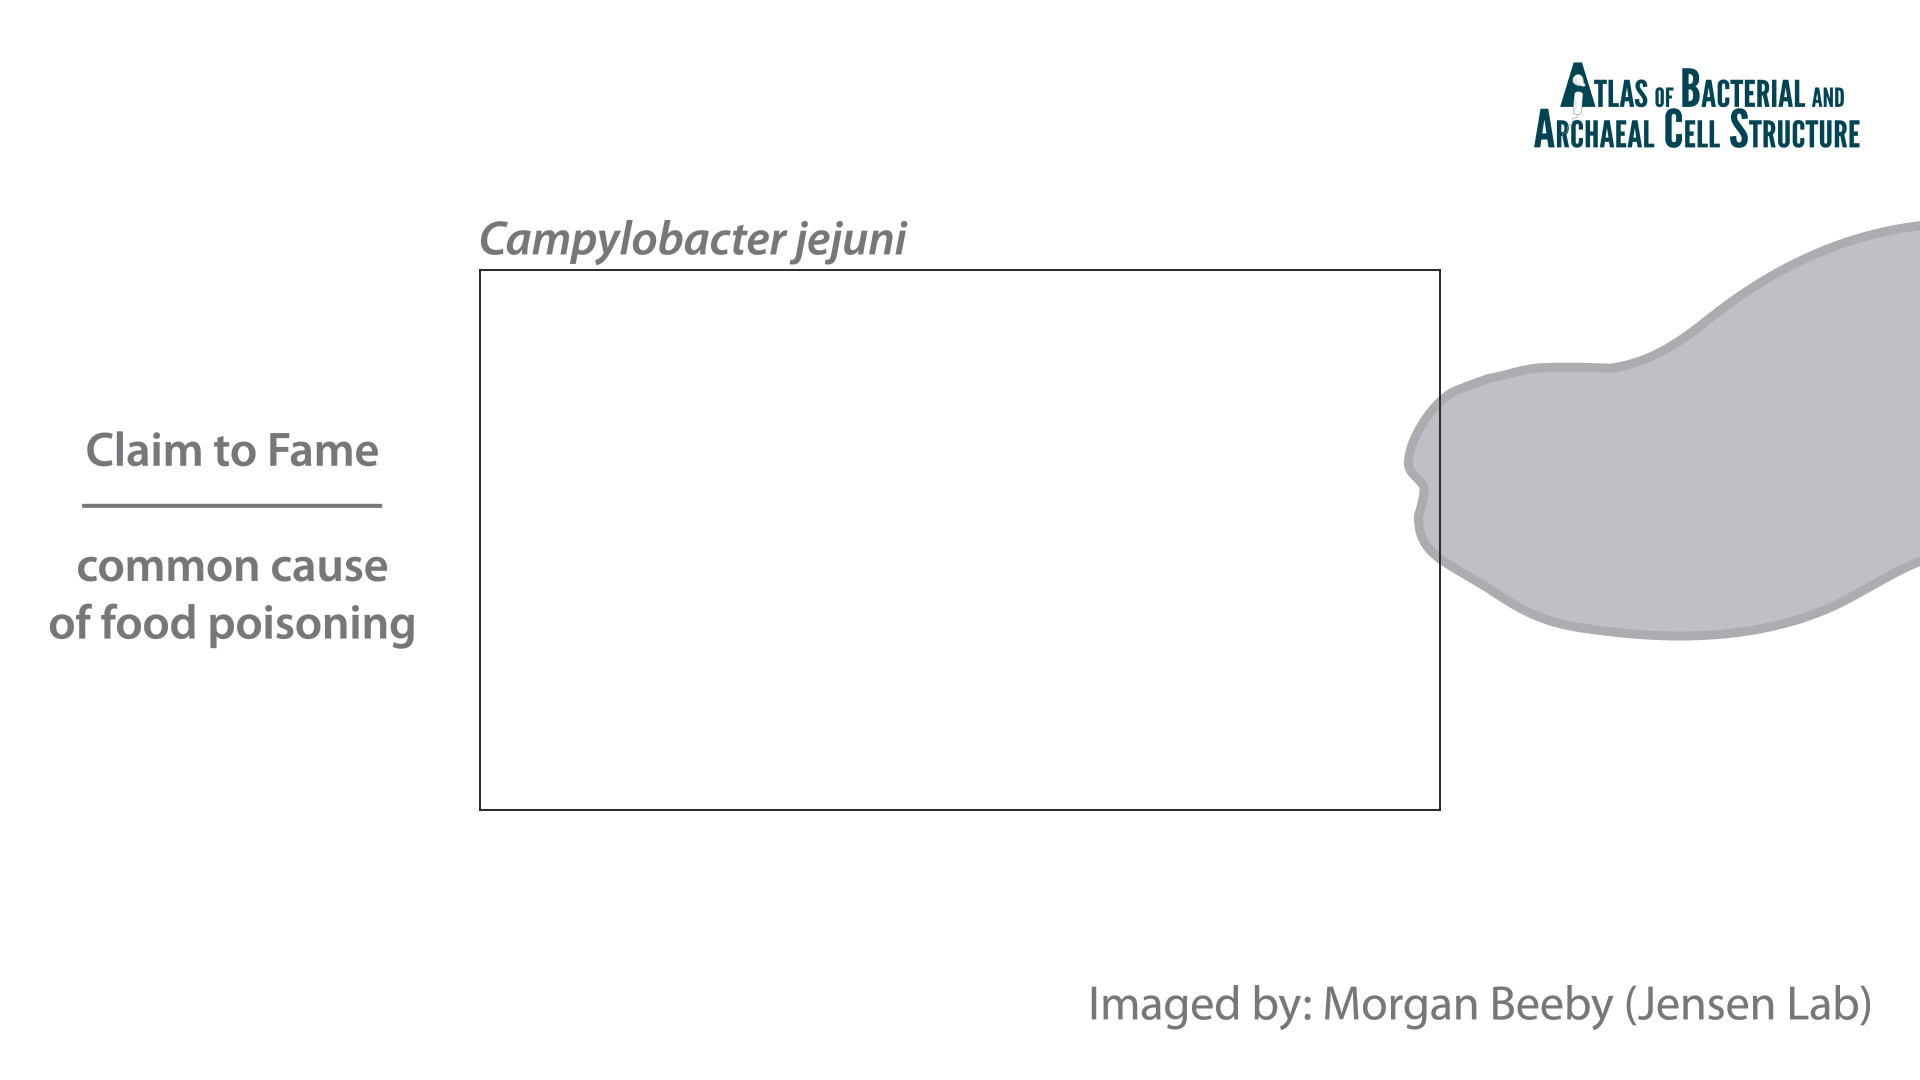 ATLAS OF BACTERIAL AND
ARCHAEAL CELL STRUCTURE
Campylobacter jejuni
Claim to Fame
common cause
of food poisoning
Imaged by: Morgan Beeby (Jensen Lab)